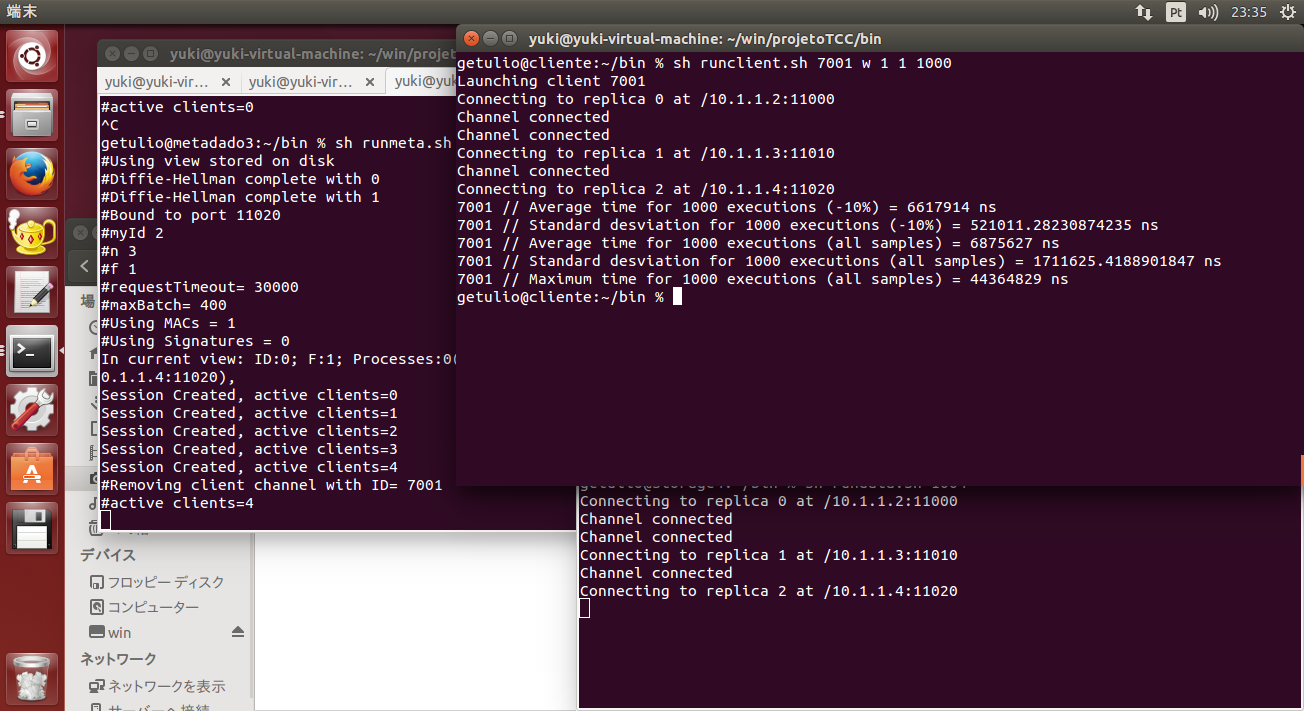 端末
Pt
23:35
yuki@yuki-virtual-machine: ~/win/projet
yuki@yuki-vir... ×
yuki@yuki-vir... ×
yuki@yu
#active clients=0
^C
getulio@metadado3:~/bin % sh runmeta.sh
#Using view stored on disk
#Diffie-Hellman complete with 0
#Diffie-Hellman complete with 1
#Bound to port 11020
#myId 2
#n 3
#f 1
#requestTimeout= 30000
#maxBatch= 400
#Using MACs = 1
#Using Signatures = 0
In current view: ID:0; F:1; Processes:0(
0.1.1.4:11020),
Session Created, active clients=0
Session Created, active clients=1
Session Created, active clients=2
Session Created, active clients=3
Session Created, active clients=4
#Removing client channel with ID= 7001
#active clients=4
yuki@yuki-virtual-machine: ~/win/projetoTCC/bin
getulio@cliente:~/bin % sh runclient.sh 7001 w 1 1 1000
Launching client 7001
Connecting to replica 0 at /10.1.1.2:11000
Channel connected
Channel connected
Connecting to replica 1 at /10.1.1.3:11010
Channel connected
Connecting to replica 2 at /10.1.1.4:11020
7001 // Average time for 1000 executions (-10%) = 6617914 ns
7001 // Standard desviation for 1000 executions (-10%) = 521011.28230874235 ns
7001 // Average time for 1000 executions (all samples) = 6875627 ns
7001 // Standard desviation for 1000 executions (all samples) = 1711625.4188901847 ns
7001 // Maximum time for 1000 executions (all samples) = 44364829 ns
getulio@cliente:~/bin %
Connecting to replica 0 at /10.1.1.2:11000
Channel connected
Channel connected
Connecting to replica 1 at /10.1.1.3:11010
Channel connected
Connecting to replica 2 at /10.1.1.4:11020
場
デバイス
フロッピー ディスク
コンピューター
win
ネットワーク
ネットワークを表示
サーバーへ接続